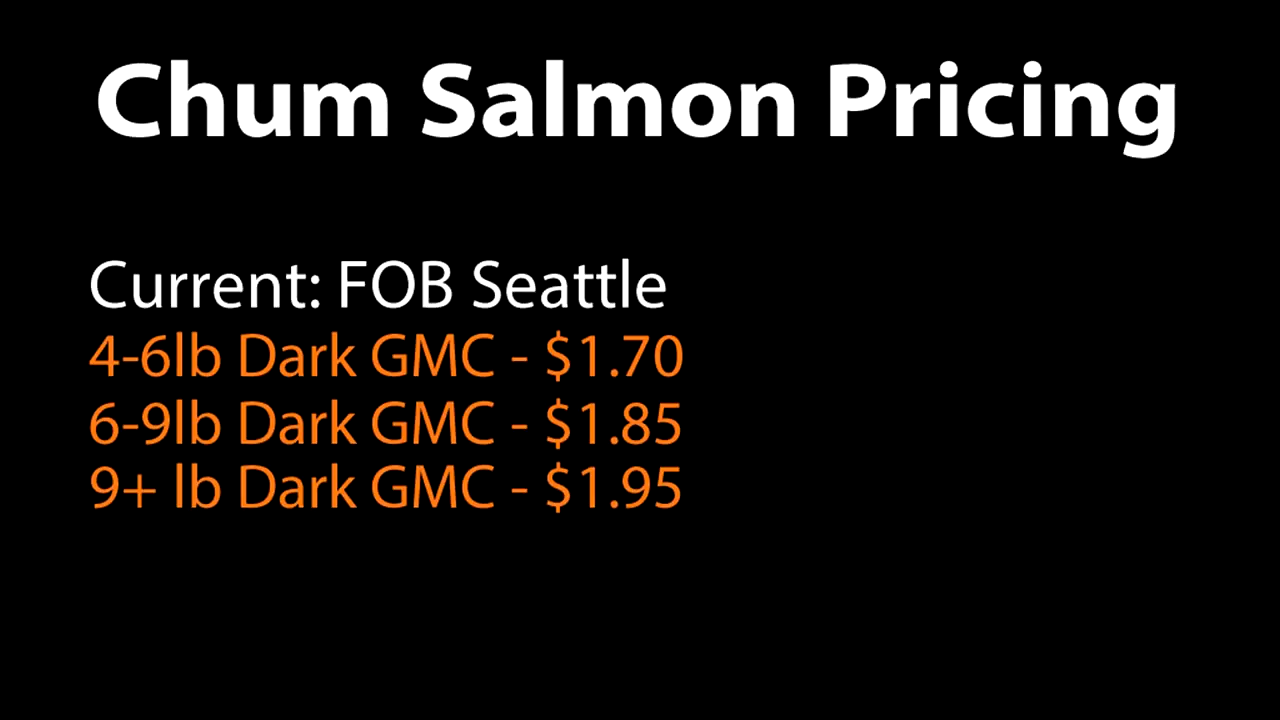 Chum Salmon Pricing
Current: FOB Seattle
4-6lb Dark GMC - $1.70
6-9lb Dark GMC - $1.85
9+ lb Dark GMC - $1.95